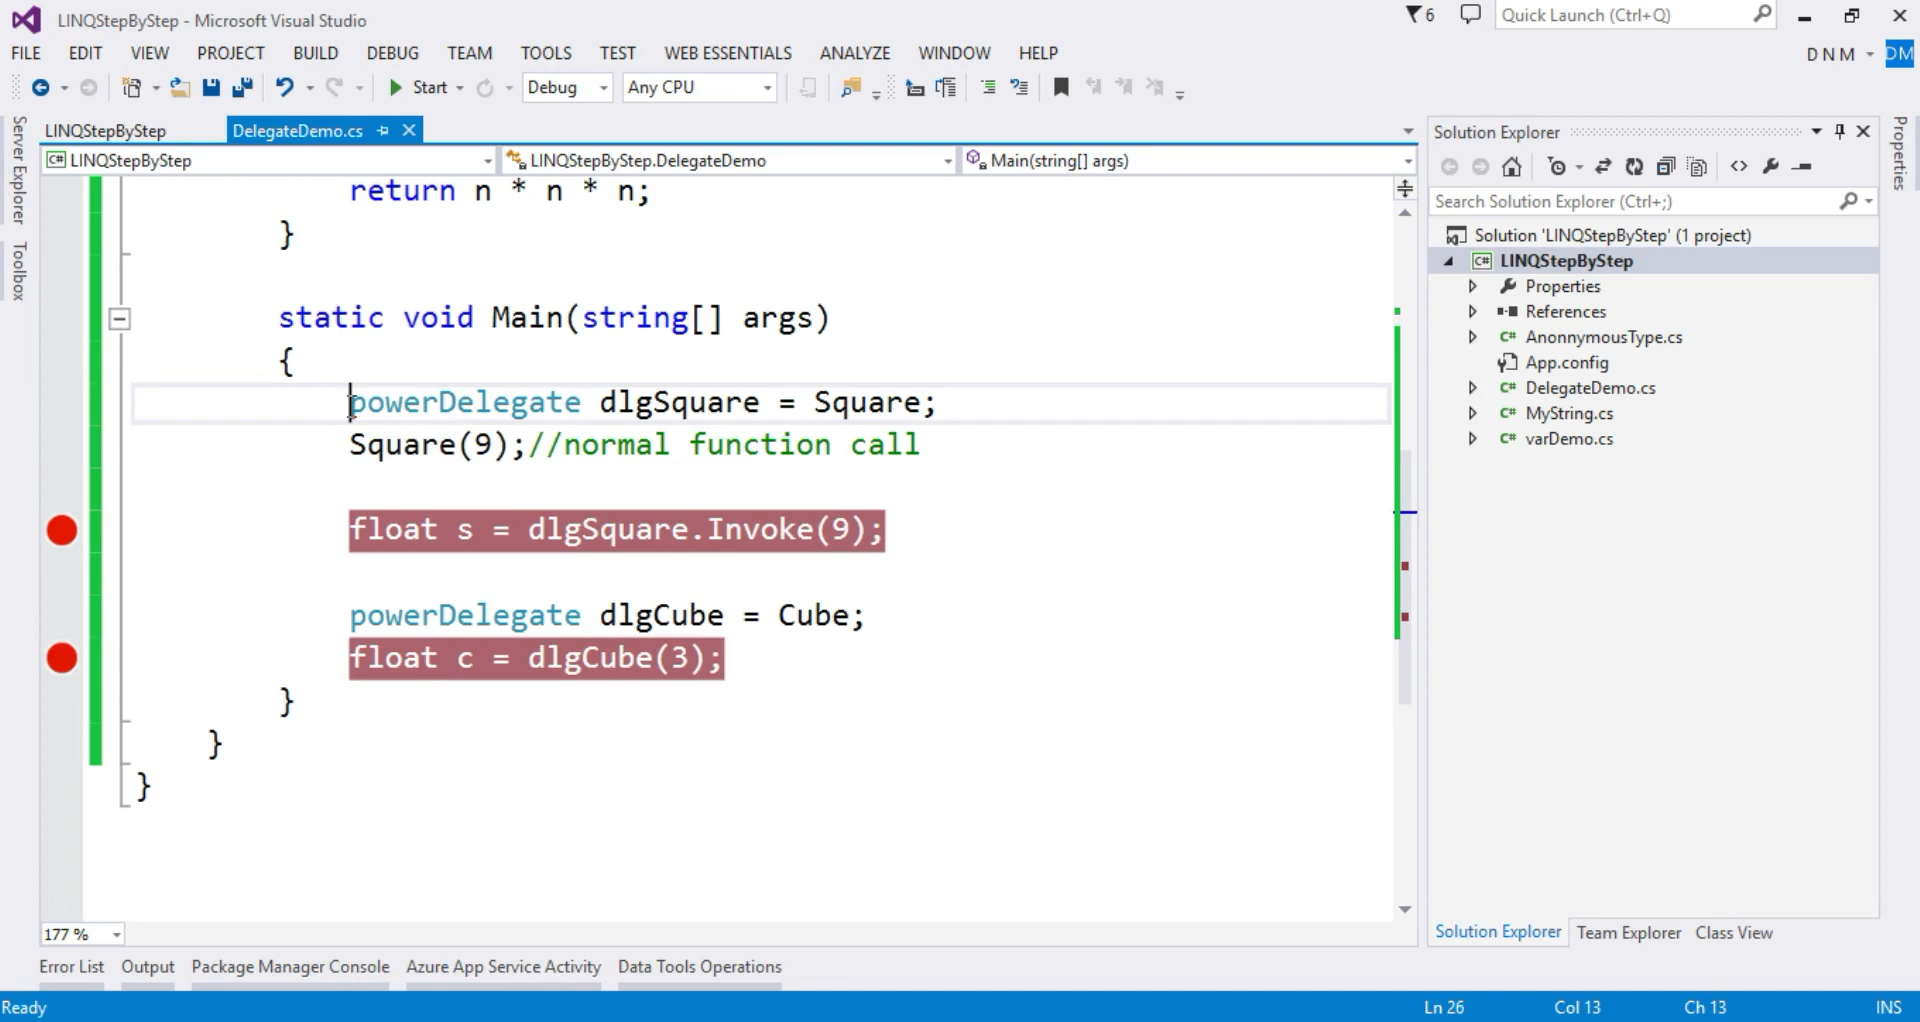 LINQStepByStep - Microsoft Visual Studio
6
Quick Launch (Ctrl+Q)
FILE EDIT VIEW PROJECT BUILD DEBUG TEAM TOOLS TEST WEB ESSENTIALS ANALYZE WINDOW HELP
D N M DM
Start Debug Any CPU
Server Explorer
Toolbox
LINQStepByStep DelegateDemo.cs
C# LINQStepByStep LINQStepByStep.DelegateDemo Main(string[] args)
return n * n * n;
}
static void Main(string[] args)
{
powerDelegate dlgSquare = Square;
Square(9);//normal function call
float s = dlgSquare.Invoke(9);
powerDelegate dlgCube = Cube;
float c = dlgCube(3);
}
}
}
177 %
Solution Explorer
Search Solution Explorer (Ctrl+;)
Solution 'LINQStepByStep' (1 project)
C# LINQStepByStep
Properties
References
C# AnonnymousType.cs
App.config
C# DelegateDemo.cs
C# MyString.cs
C# varDemo.cs
Solution Explorer Team Explorer Class View
Properties
Error List Output Package Manager Console Azure App Service Activity Data Tools Operations
Ready Ln 26 Col 13 Ch 13 INS